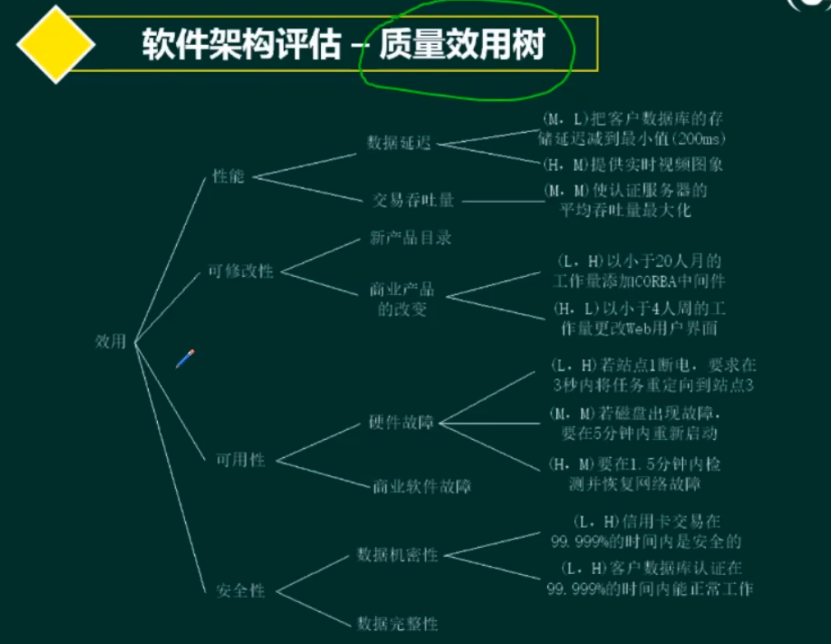 软件架构评估 – 质量效用树
效用
性能
数据延迟
(M, L)把客户数据库的存
储延迟减到最小值(200ms)
(H, M)提供实时视频图象
交易吞吐量
(M, M)使认证服务器的
平均吞吐量最大化
可修改性
新产品目录
商业产品
的改变
(L, H)以小于20人月的
工作量添加CORBA中间件
(H, L)以小于4人周的工
作量更改Web用户界面
可用性
硬件故障
(L, H)若站点1断电，要求在
3秒内将任务重定向到站点3
(M, M)若磁盘出现故障，
要在5分钟内重新启动
(H, M)要在1.5分钟内检
测并恢复网络故障
商业软件故障
安全性
数据机密性
(L, H)信用卡交易在
99.999%的时间内是安全的
(L, H)客户数据库认证在
99.999%的时间内能正常工作
数据完整性